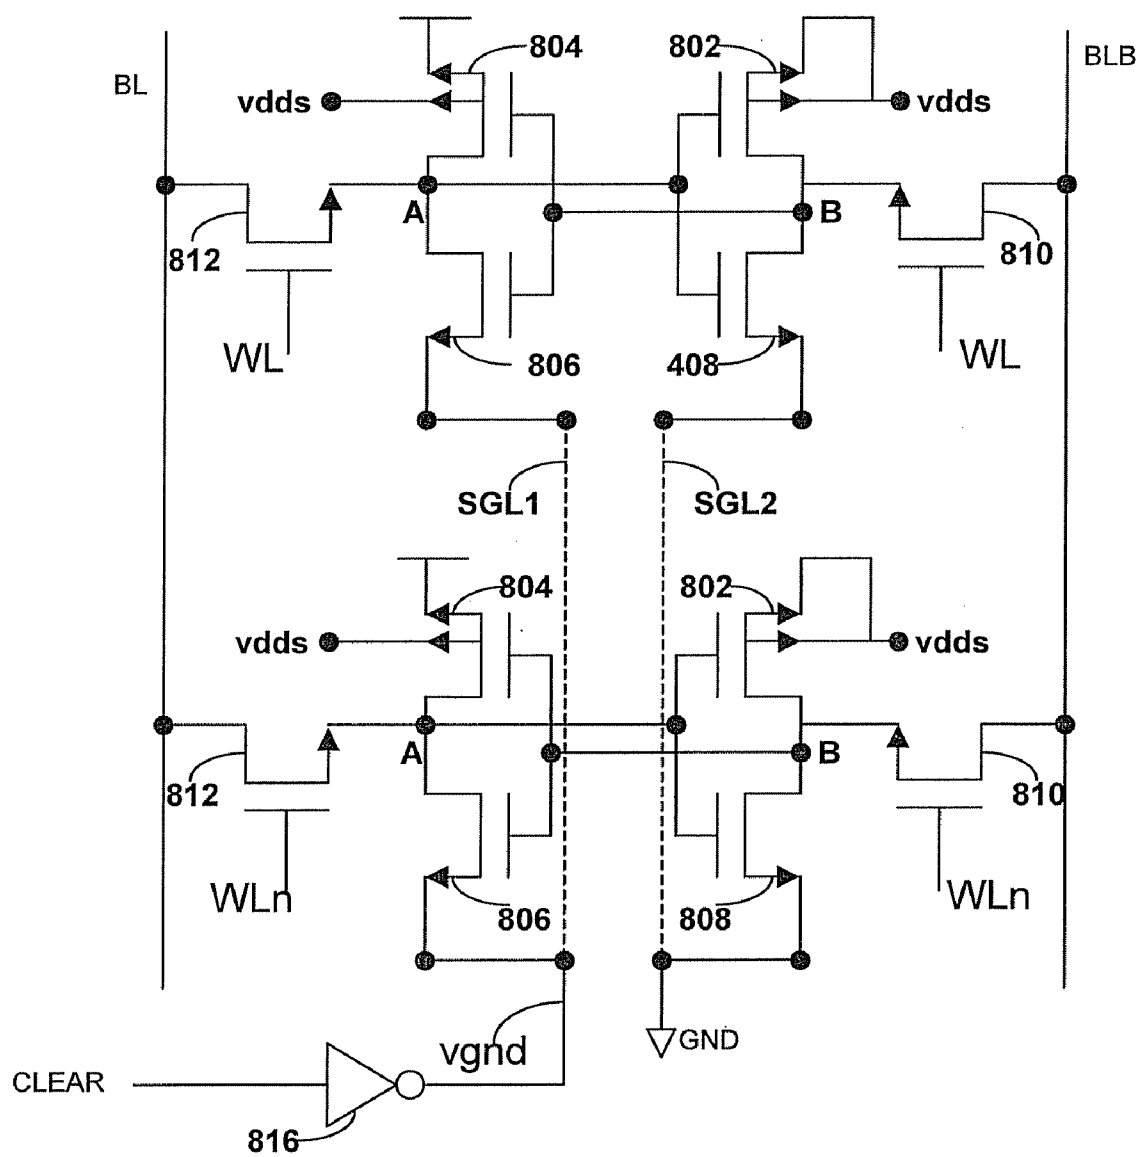 804
802
BL
BLB
vdds
vdds
A
B
812
810
WL
WL
806
408
SGL1
SGL2
804
802
vdds
vdds
A
B
812
810
WLn
WLn
806
808
vgnd
GND
CLEAR
816